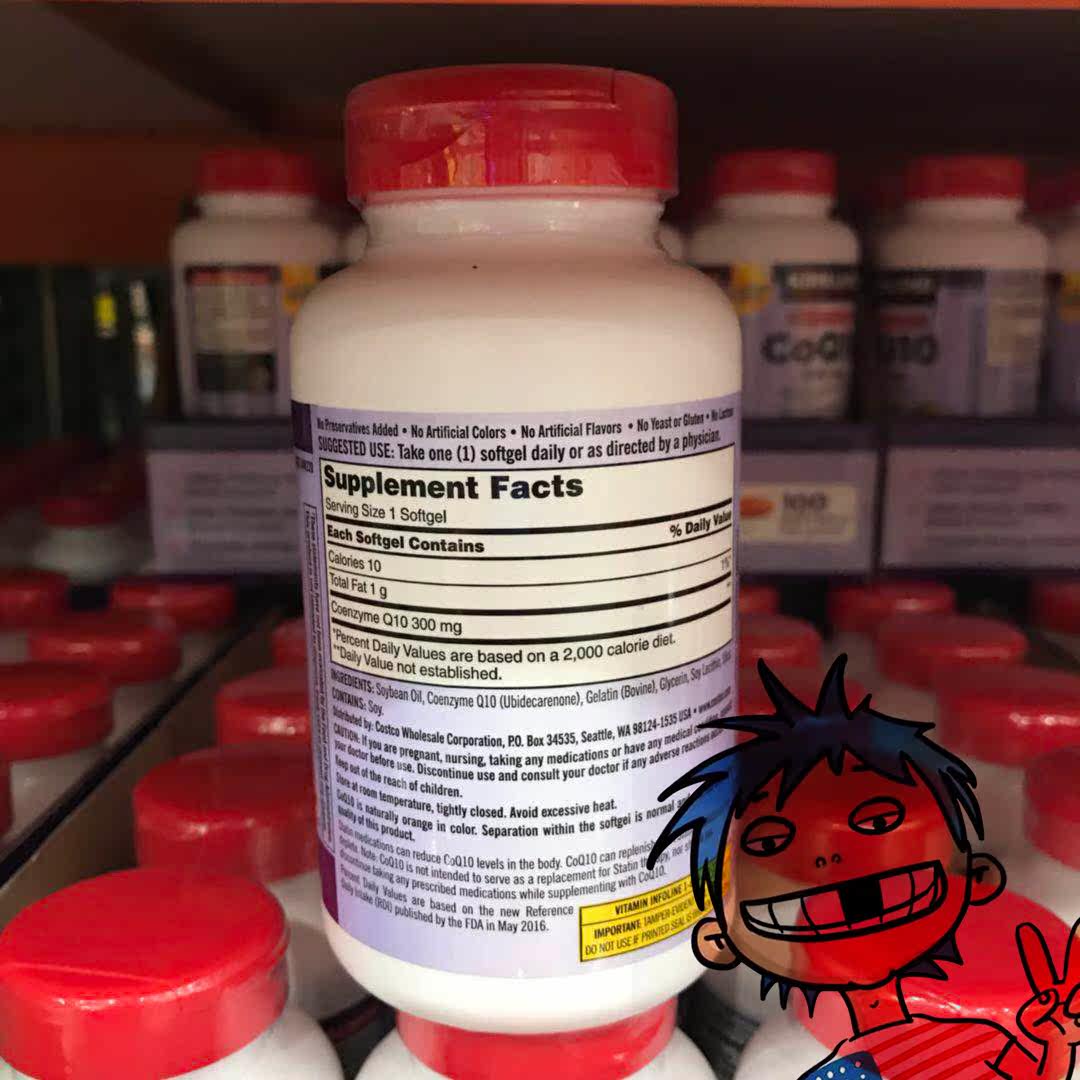 No Preservatives Added • No Artificial Colors • No Artificial Flavors • No Yeast or Gluten • No Lactose
SUGGESTED USE: Take one (1) softgel daily or as directed by a physician.
Supplement Facts
Serving Size 1 Softgel
Each Softgel Contains % Daily Value
Calories 10
Total Fat 1 g 1%*
Coenzyme Q10 300 mg **
*Percent Daily Values are based on a 2,000 calorie diet.
**Daily Value not established.
INGREDIENTS: Soybean Oil, Coenzyme Q10 (Ubidecarenone), Gelatin (Bovine), Glycerin, Soy Lecithin,
CONTAINS: Soy.
Distributed by: Costco Wholesale Corporation, P.O. Box 34535, Seattle, WA 98124-1535 USA •
CAUTION: If you are pregnant, nursing, taking any medications or have any medical
your doctor before use. Discontinue use and consult your doctor if any adverse reactions
Keep out of the reach of children.
Store at room temperature, tightly closed. Avoid excessive heat.
CoQ10 is naturally orange in color. Separation within the softgel is normal
quality of this product.
Statin medications can reduce CoQ10 levels in the body. CoQ10 can
Note: CoQ10 is not intended to serve as a replacement for Statin
discontinue taking any prescribed medications while supplementing with CoQ10.
Percent Daily Values are based on the new Reference
Daily Intake (RDI) published by the FDA in May 2016.
VITAMIN INFOLINE
IMPORTANT: TAMPER-EVIDENT
DO NOT USE IF PRINTED SEAL
CoQ
Q10
100